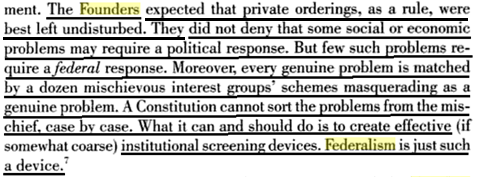 ment. The Founders expected that private orderings, as a rule, were
best left undisturbed. They did not deny that some social or economic
problems may require a political response. But few such problems re-
quire a federal response. Moreover, every genuine problem is matched
by a dozen mischievous interest groups' schemes masquerading as a
genuine problem. A Constitution cannot sort the problems from the mis-
chief, case by case. What it can and should do is to create effective (if
somewhat coarse) institutional screening devices. Federalism is just such
a device.7